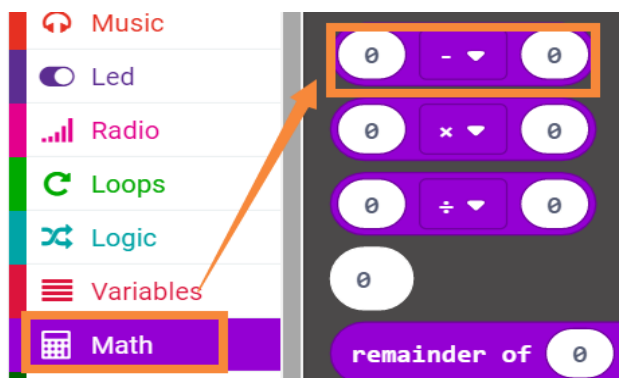 Music
Led
Radio
Loops
Logic
Variables
Math
0 - 0
0 × 0
0 ÷ 0
0
remainder of 0